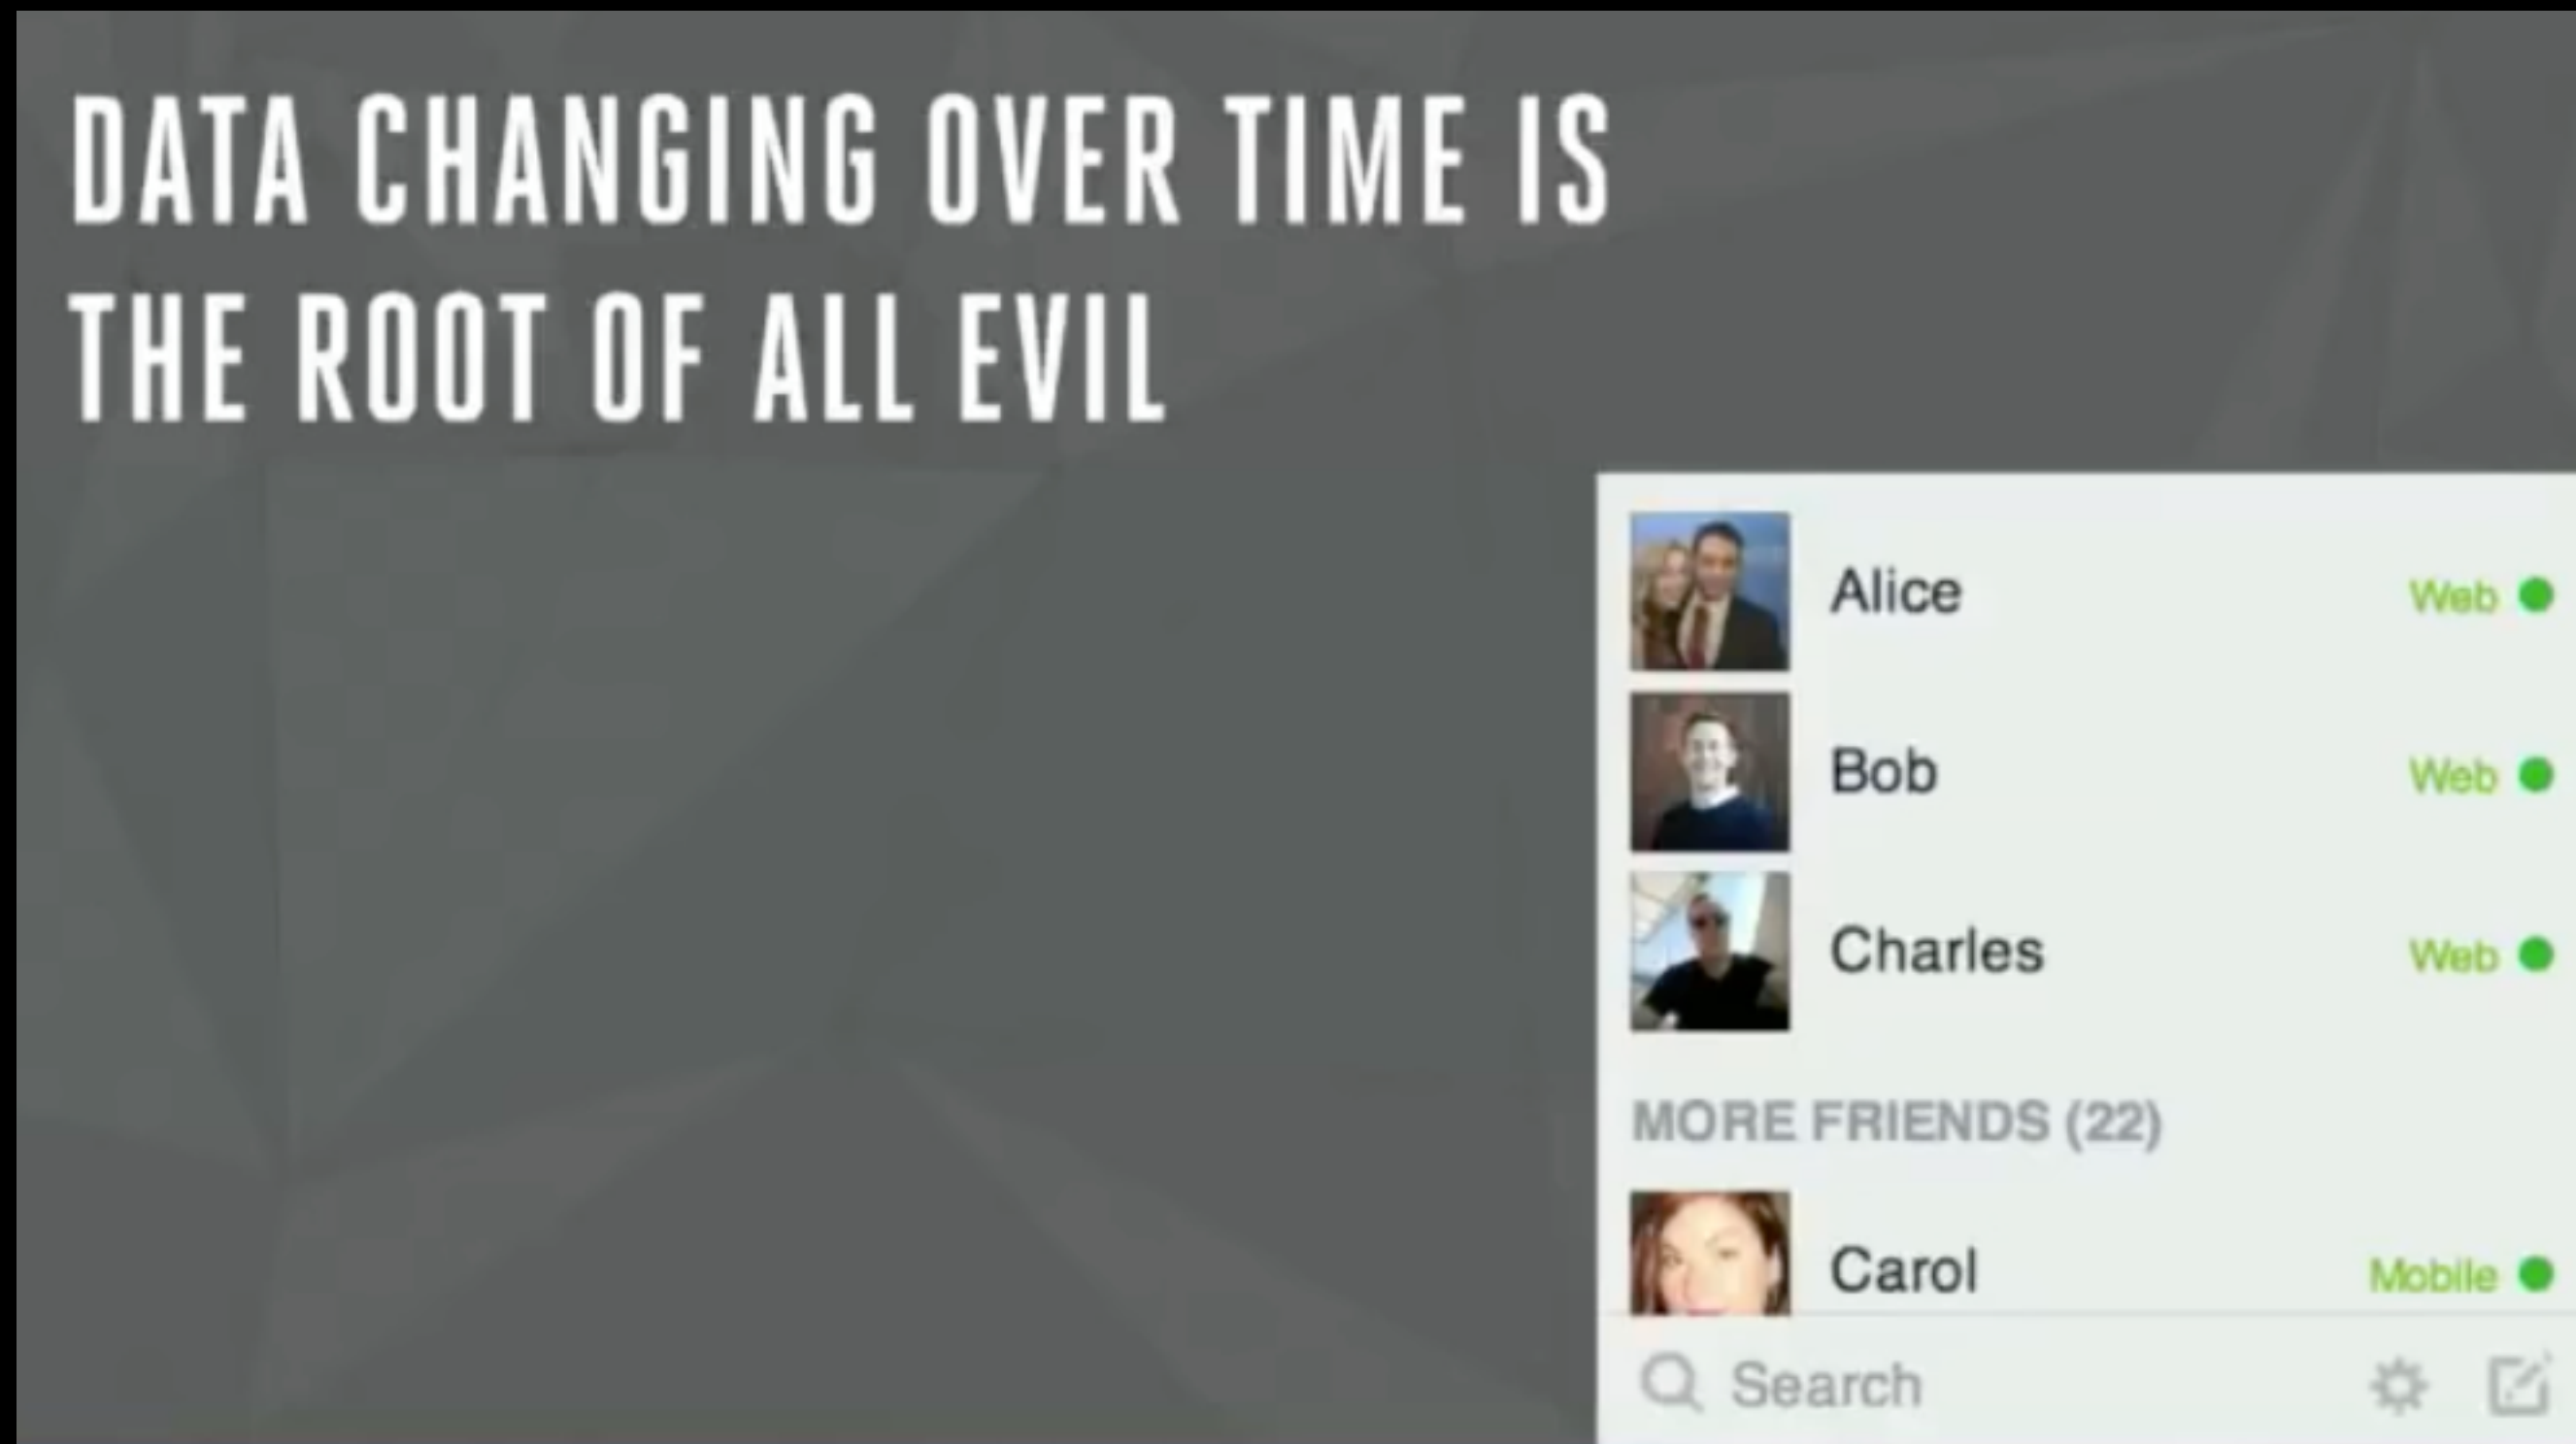 DATA CHANGING OVER TIME IS
THE ROOT OF ALL EVIL
Alice Web
Bob Web
Charles Web
MORE FRIENDS (22)
Carol Mobile
Search